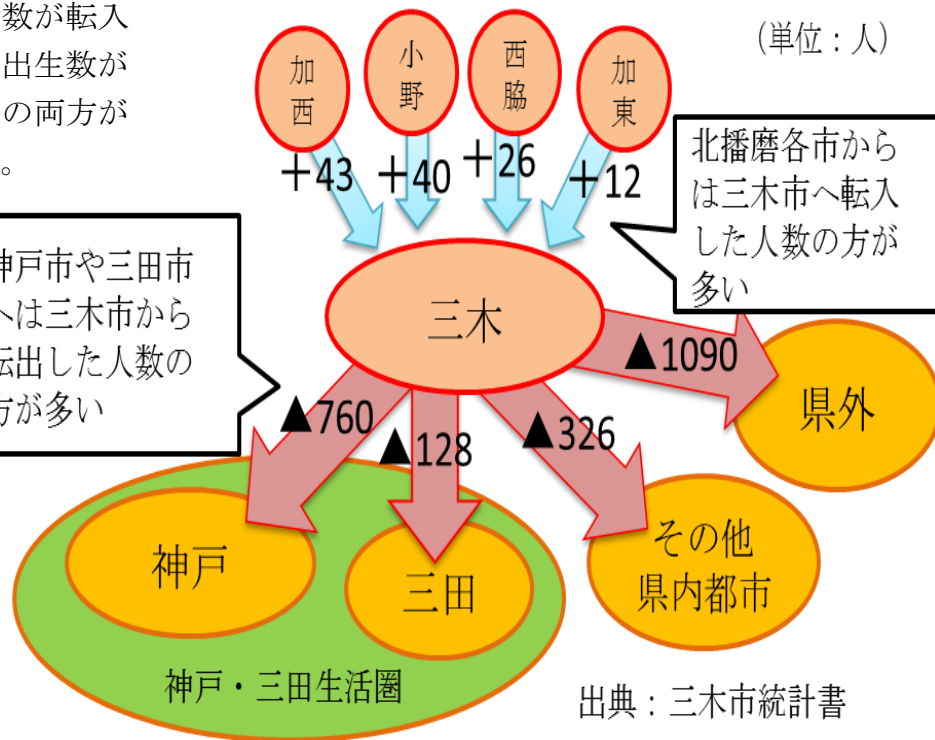 数が転入
出生数が
の両方が
。
(単位：人)
加西
小野
西脇
加東
＋43
＋40
＋26
＋12
北播磨各市から
は三木市へ転入
した人数の方が
多い
神戸市や三田市
へは三木市から
転出した人数の
方が多い
三木
▲1090
▲760
▲128
▲326
県外
神戸
三田
その他
県内都市
神戸・三田生活圏
出典：三木市統計書